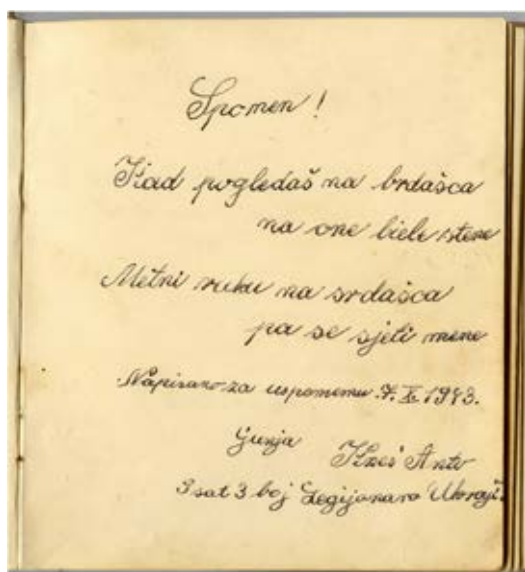 Spomen!
Kad pogledaš na brdašca
na one biele stene
Metni ruku na srdašca
pa se sjeti mene
Napisano za uspomenu 7. X. 1943.
Gunja
Anto
3 sat 3 boj Legijonara